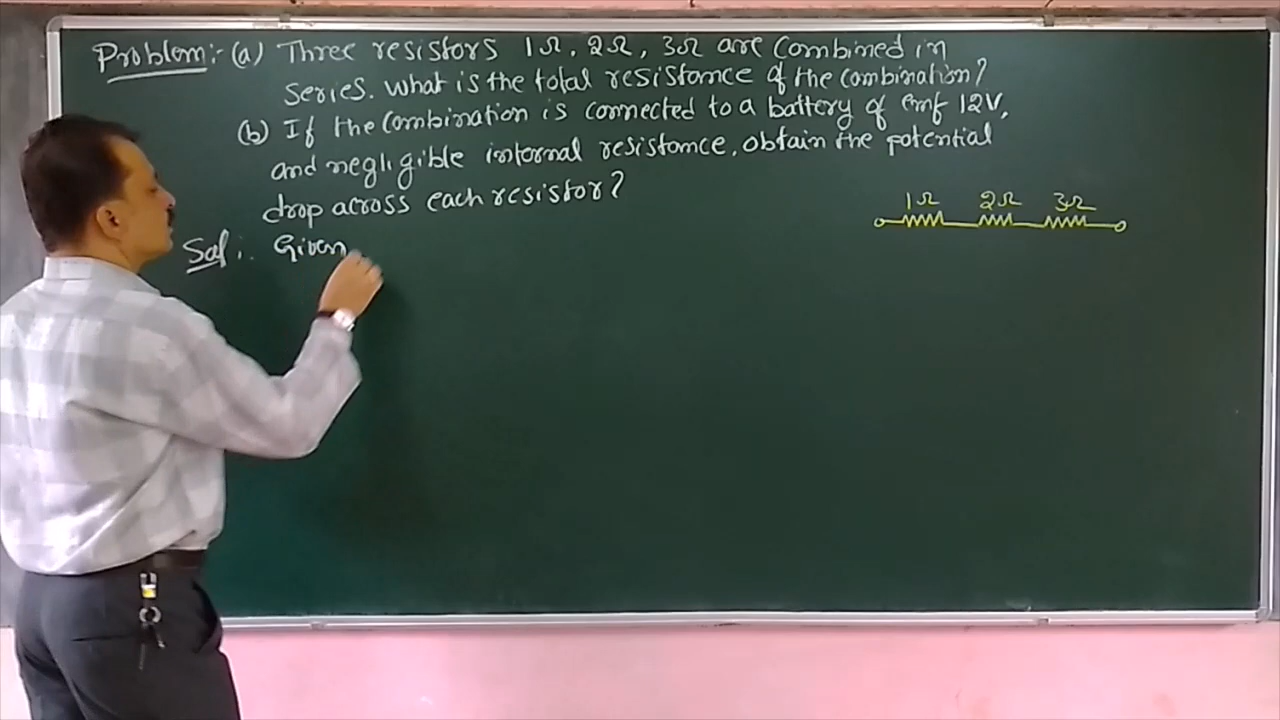 Problem:- (a) Three resistors 1Ω, 2Ω, 3Ω are combined in
series. What is the total resistance of the combination?
(b) If the combination is connected to a battery of emf 12V,
and negligible internal resistance, obtain the potential
drop across each resistor?
1Ω 2Ω 3Ω
Sol:. Given